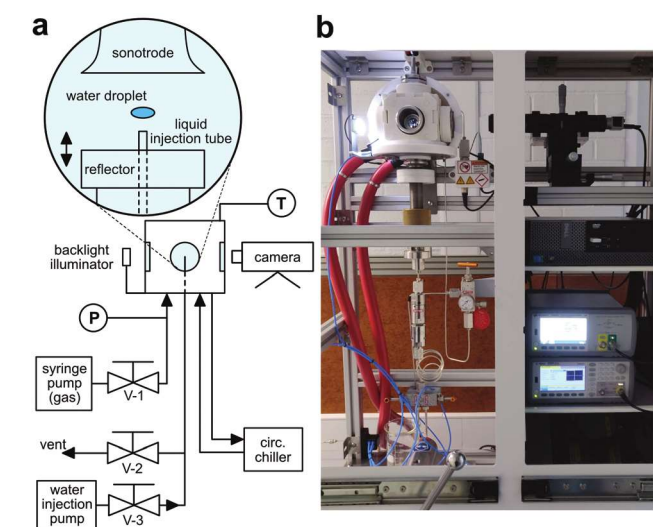 a
sonotrode
water droplet
liquid
injection tube
reflector
T
backlight
illuminator
camera
P
syringe
pump
(gas)
V-1
vent
V-2
circ.
chiller
water
injection
pump
V-3
b